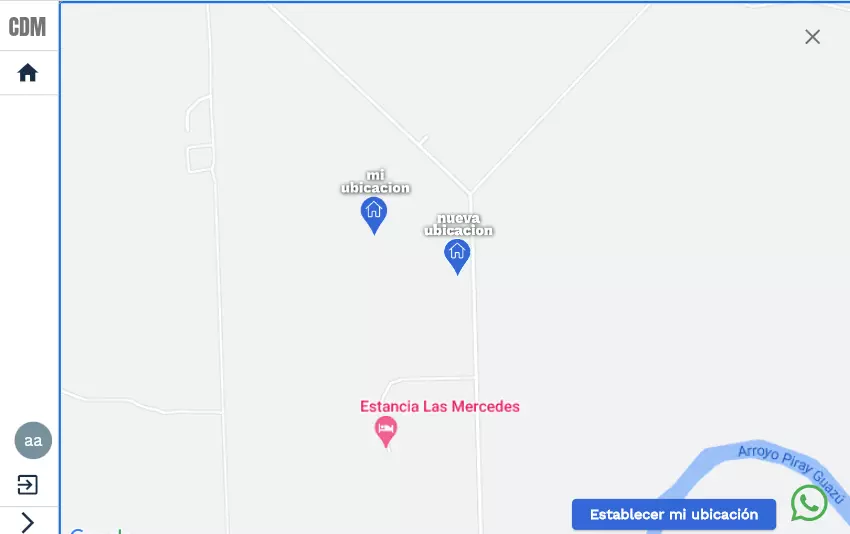 CDM
mi
ubicacion
nueva
ubicacion
Estancia Las Mercedes
aa
Arroyo Piray Guazú
Establecer mi ubicación